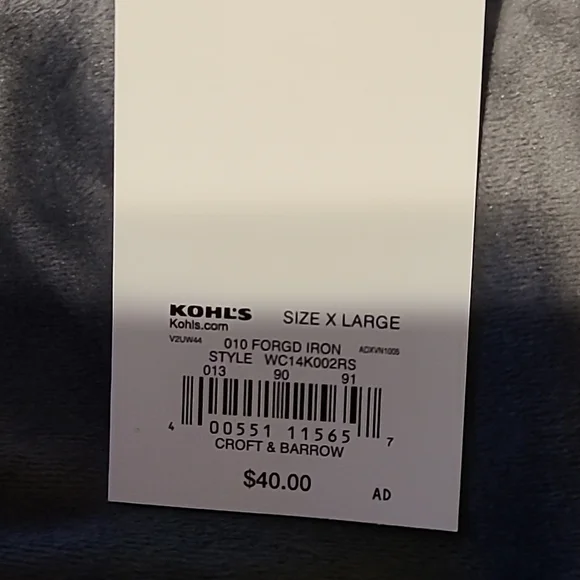 KOHL'S SIZE X LARGE
Kohls.com
V2UW44 010 FORGD IRON ADXVN1005
STYLE WC14K002RS
013 90 91
4 00551 11565 7
CROFT & BARROW
$40.00 AD